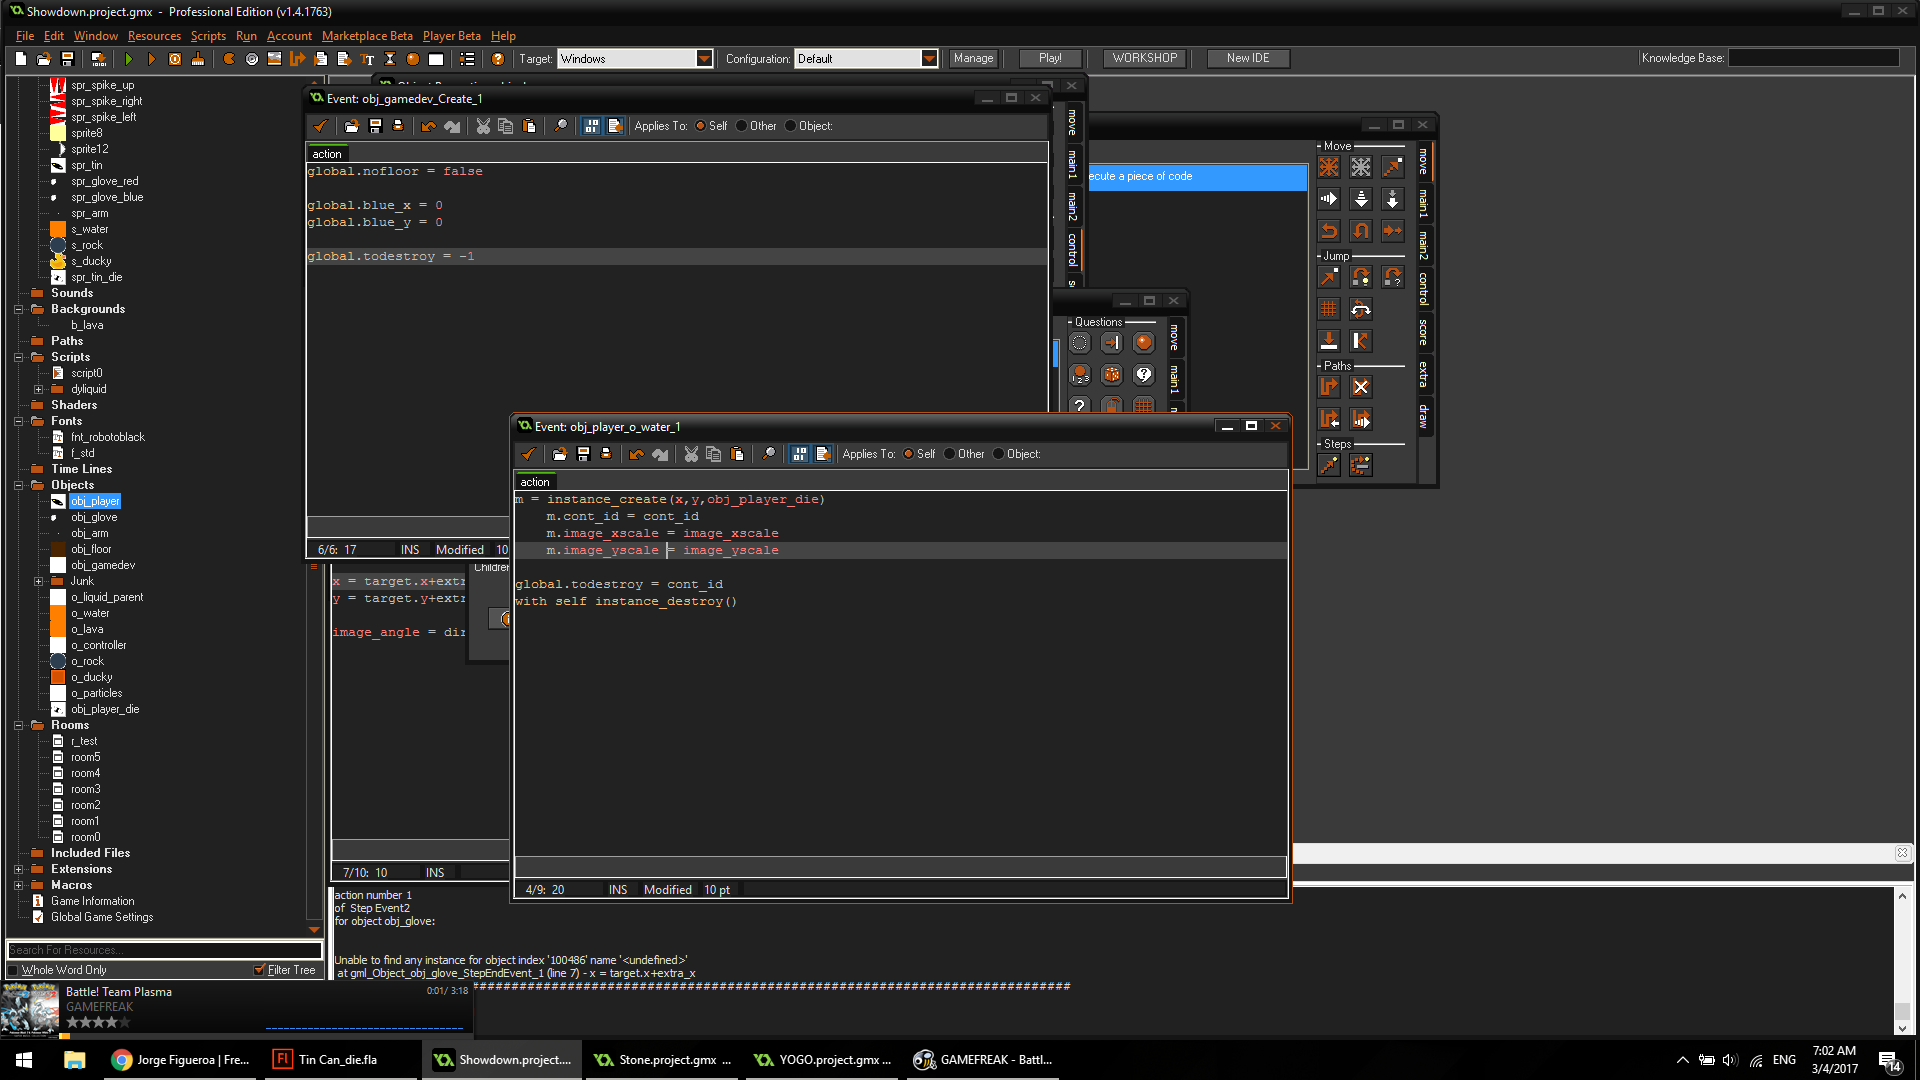 Showdown.project.gmx - Professional Edition (v1.4.1763)
File Edit Window Resources Scripts Run Account Marketplace Beta Player Beta Help
Target: Windows Configuration: Default Manage Play! WORKSHOP New IDE Knowledge Base:
spr_spike_up
spr_spike_right
spr_spike_left
sprite8
sprite12
spr_tin
spr_glove_red
spr_glove_blue
spr_arm
s_water
s_rock
s_ducky
spr_tin_die
Sounds
Backgrounds
b_lava
Paths
Scripts
script0
dyliquid
Shaders
Fonts
fnt_robotoblack
f_std
Time Lines
Objects
obj_player
obj_glove
obj_arm
obj_floor
obj_gamedev
Junk
o_liquid_parent
o_water
o_lava
o_controller
o_rock
o_ducky
o_particles
obj_player_die
Rooms
r_test
room5
room4
room3
room2
room1
room0
Included Files
Extensions
Macros
Game Information
Global Game Settings
Search For Resources...
Whole Word Only Filter Tree
Event: obj_gamedev_Create_1
Applies To: Self Other Object:
action
global.nofloor = false
global.blue_x = 0
global.blue_y = 0
global.todestroy = -1
6/6: 17 INS Modified 10
move
main1
main2
control
ecute a piece of code
Move
Jump
Paths
Steps
move
main1
main2
control
score
extra
draw
Questions
move
main1
Children
x = target.x+extr
y = target.y+extr
image_angle = dir
7/10: 10 INS
Event: obj_player_o_water_1
Applies To: Self Other Object:
action
m = instance_create(x,y,obj_player_die)
m.cont_id = cont_id
m.image_xscale = image_xscale
m.image_yscale = image_yscale
global.todestroy = cont_id
with self instance_destroy()
4/9: 20 INS Modified 10 pt
action number 1
of Step Event2
for object obj_glove:
Unable to find any instance for object index '100486' name '<undefined>'
at gml_Object_obj_glove_StepEndEvent_1 (line 7) - x = target.x+extra_x
Battle! Team Plasma 0:01/ 3:18
GAMEFREAK
Jorge Figueroa | Fre...
Tin Can_die.fla
Showdown.project....
Stone.project.gmx ...
YOGO.project.gmx ...
GAMEFREAK - Battl...
ENG
7:02 AM
3/4/2017
14